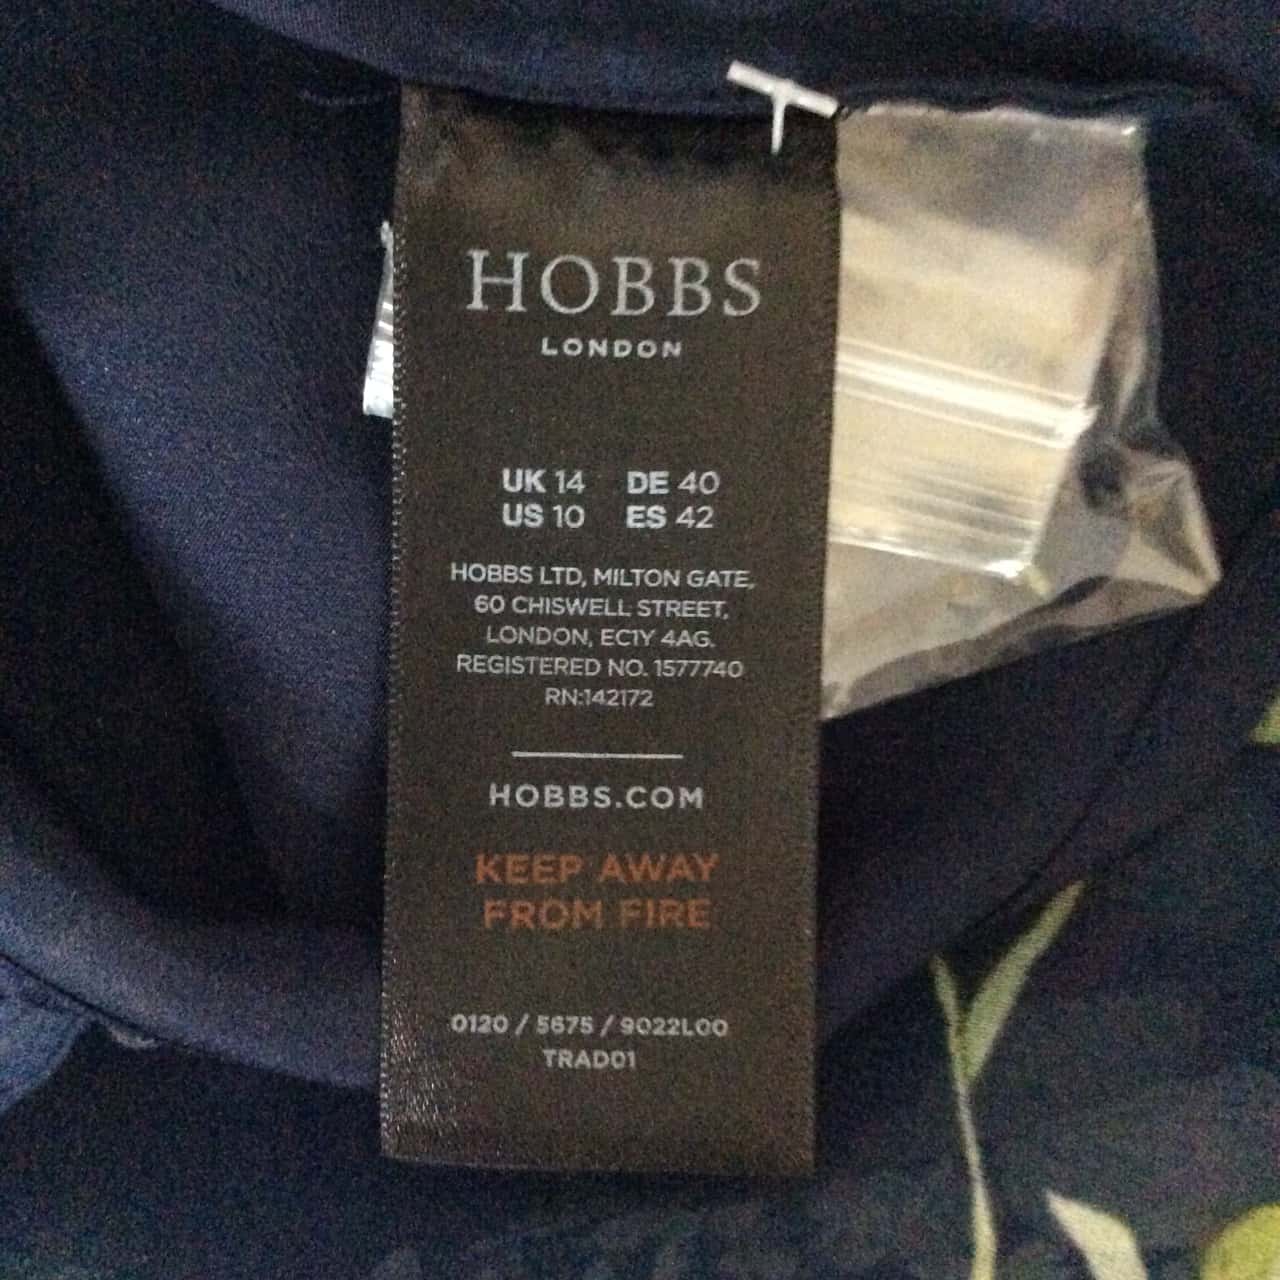 HOBBS
LONDON
UK 14 DE 40
US 10 ES 42
HOBBS LTD, MILTON GATE,
60 CHISWELL STREET,
LONDON, EC1Y 4AG.
REGISTERED NO. 1577740
RN:142172
HOBBS.COM
KEEP AWAY
FROM FIRE
0120 / 5675 / 9022L00
TRAD01